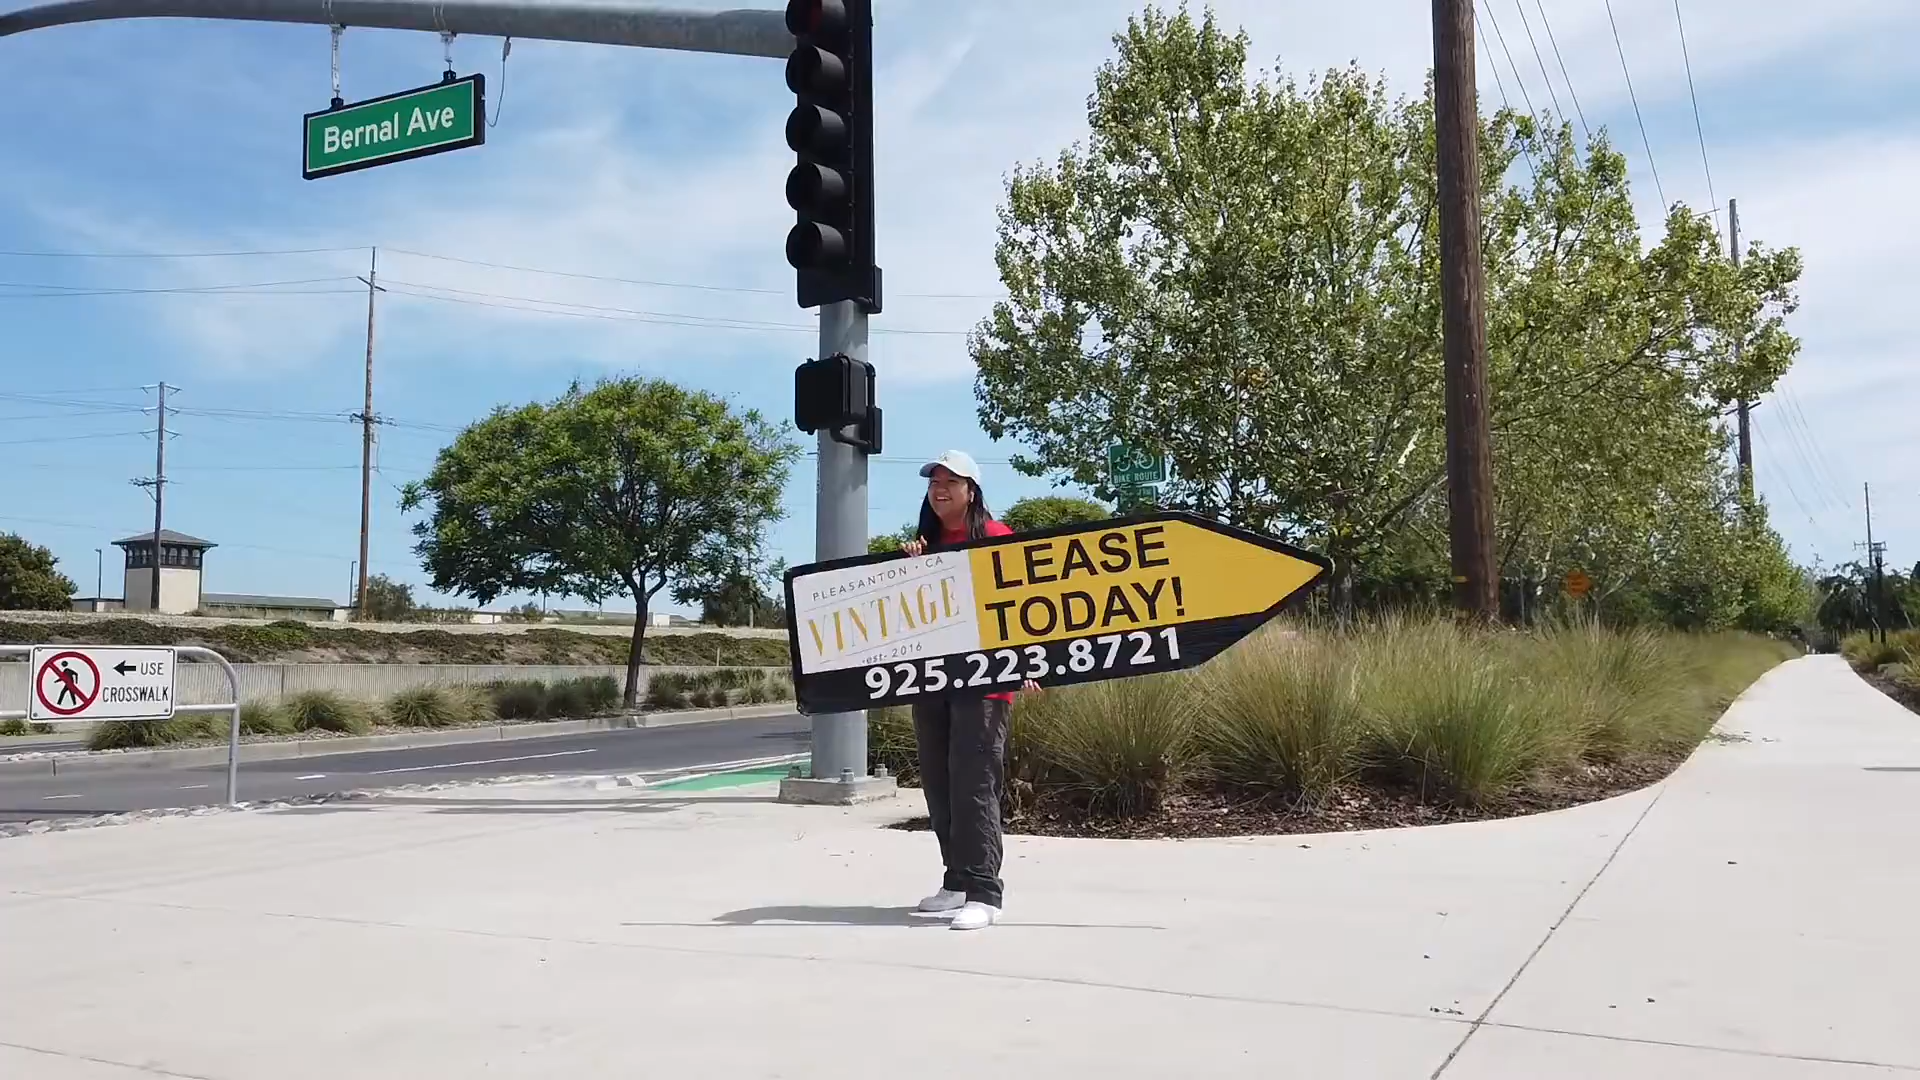 Bernal Ave
BIKE ROUTE
PLEASANTON • CA
VINTAGE
-est- 2016
LEASE
TODAY!
925.223.8721
USE
CROSSWALK